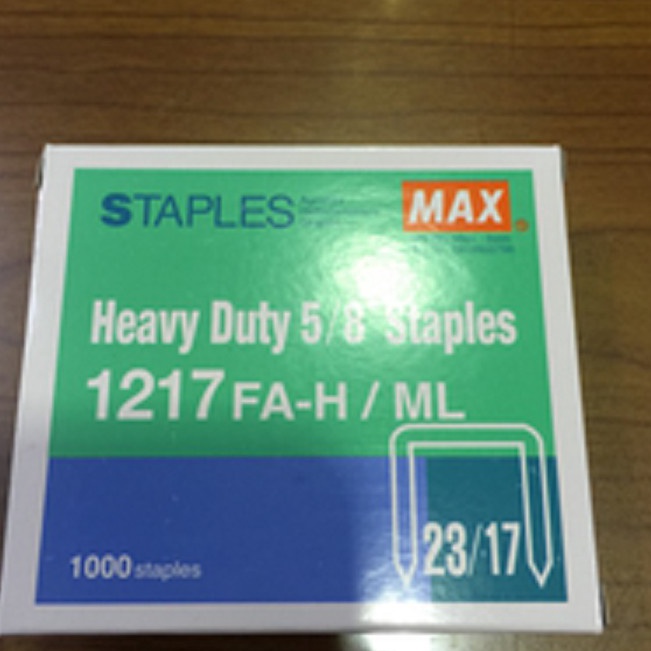 STAPLES
MAX
Heavy Duty 5/8" Staples
1217 FA-H / ML
23/17
1000 staples